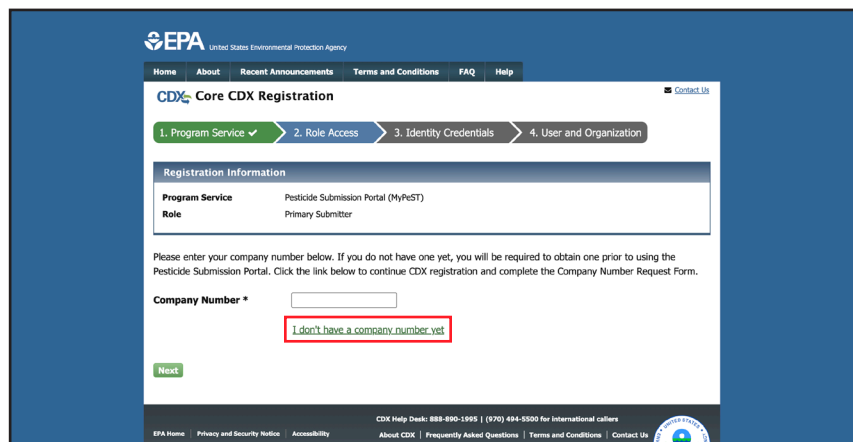 EPA United States Environmental Protection Agency
Home About Recent Announcements Terms and Conditions FAQ Help
CDX Core CDX Registration
Contact Us
1. Program Service ✔ 2. Role Access 3. Identity Credentials 4. User and Organization
Registration Information
Program Service Pesticide Submission Portal (MyPeST)
Role Primary Submitter
Please enter your company number below. If you do not have one yet, you will be required to obtain one prior to using the
Pesticide Submission Portal. Click the link below to continue CDX registration and complete the Company Number Request Form.
Company Number *
I don't have a company number yet
Next
CDX Help Desk: 888-890-1995 | (970) 494-5500 for international callers
EPA Home | Privacy and Security Notice | Accessibility
About CDX | Frequently Asked Questions | Terms and Conditions | Contact Us
UNITED STATES